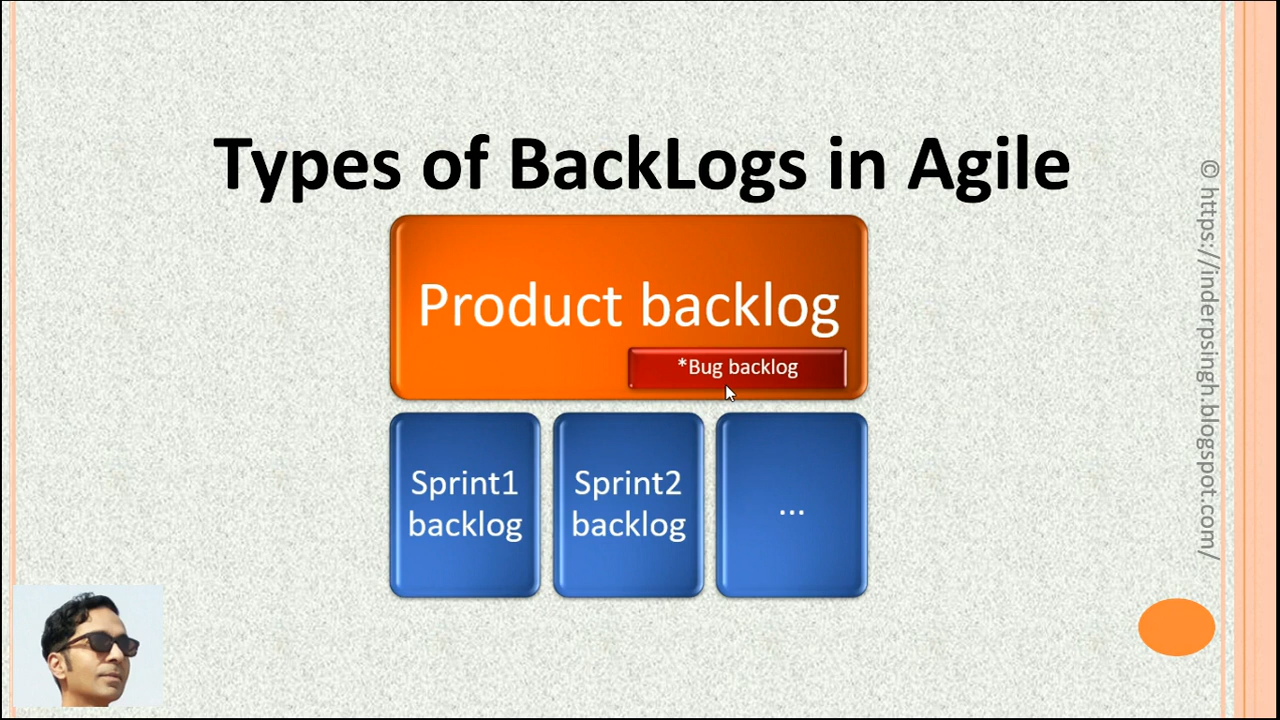 Types of BackLogs in Agile
Product backlog
*Bug backlog
Sprint1
backlog
Sprint2
backlog
...
© https://inderpsingh.blogspot.com/